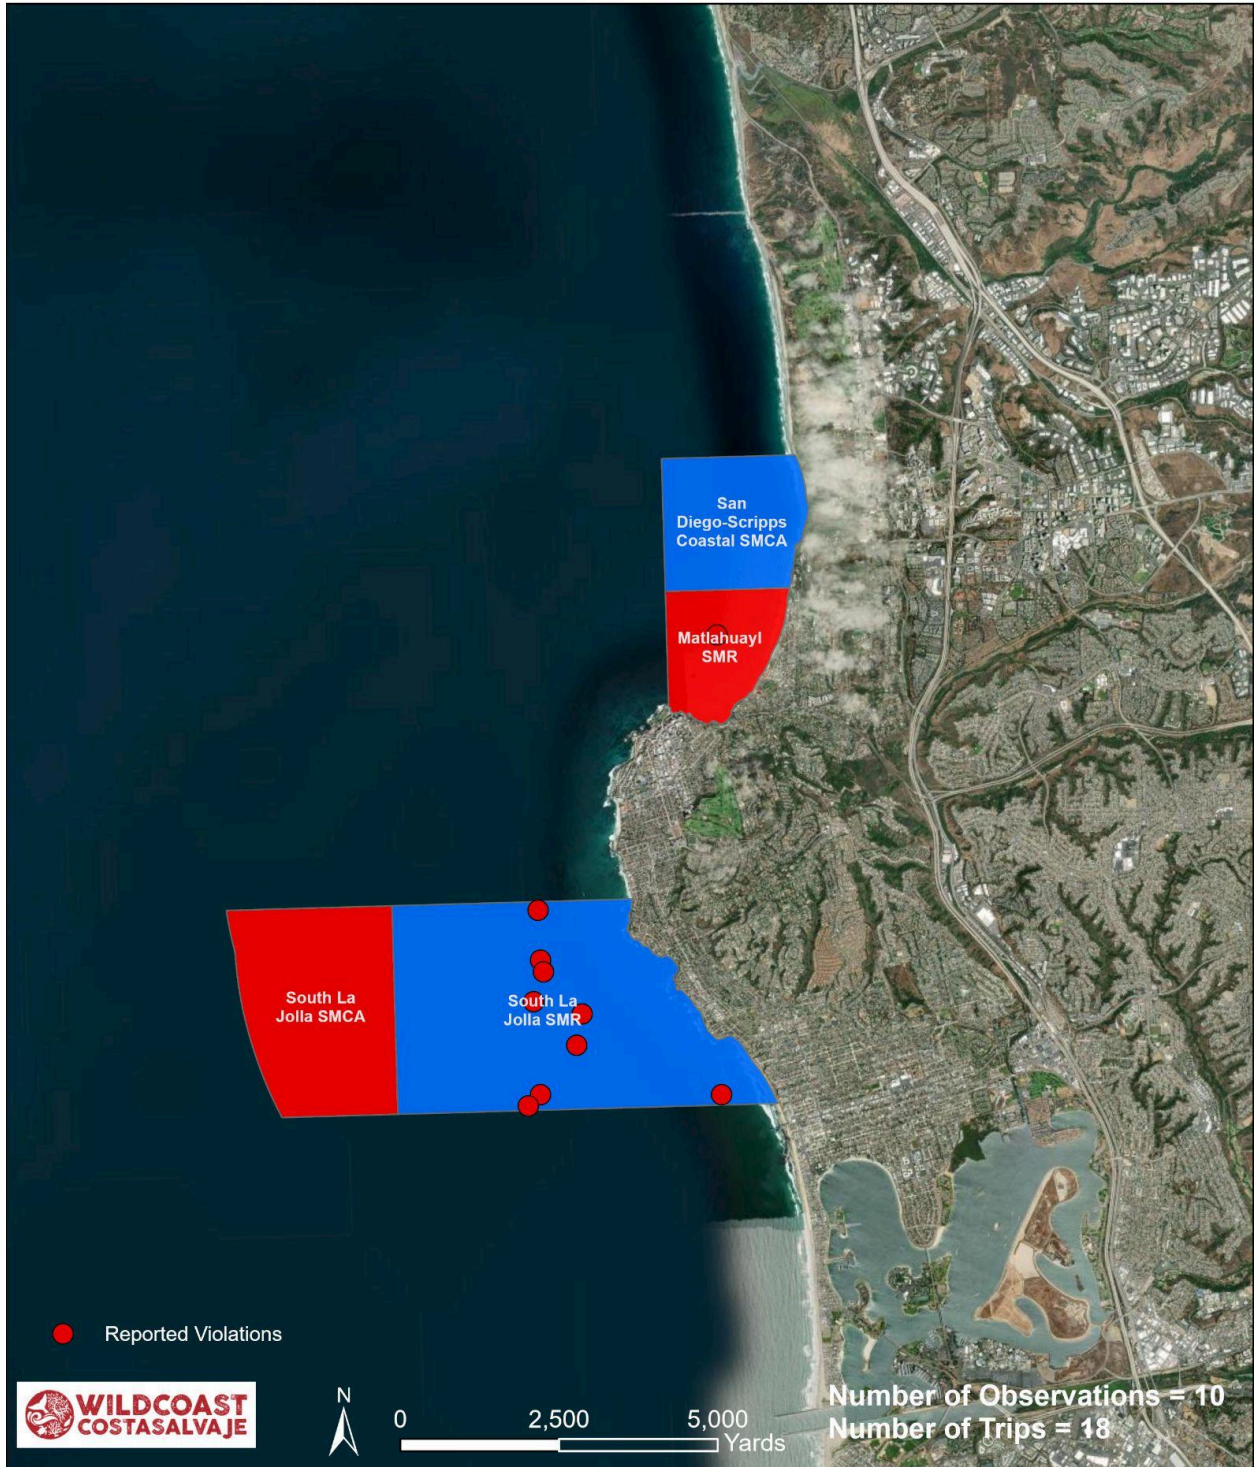 San
Diego-Scripps
Coastal SMCA
Matlahuayl
SMR
South La
Jolla SMCA
South La
Jolla SMR
Reported Violations
WILDCOAST
COSTASALVAJE
N
0 2,500 5,000
Yards
Number of Observations = 10
Number of Trips = 18